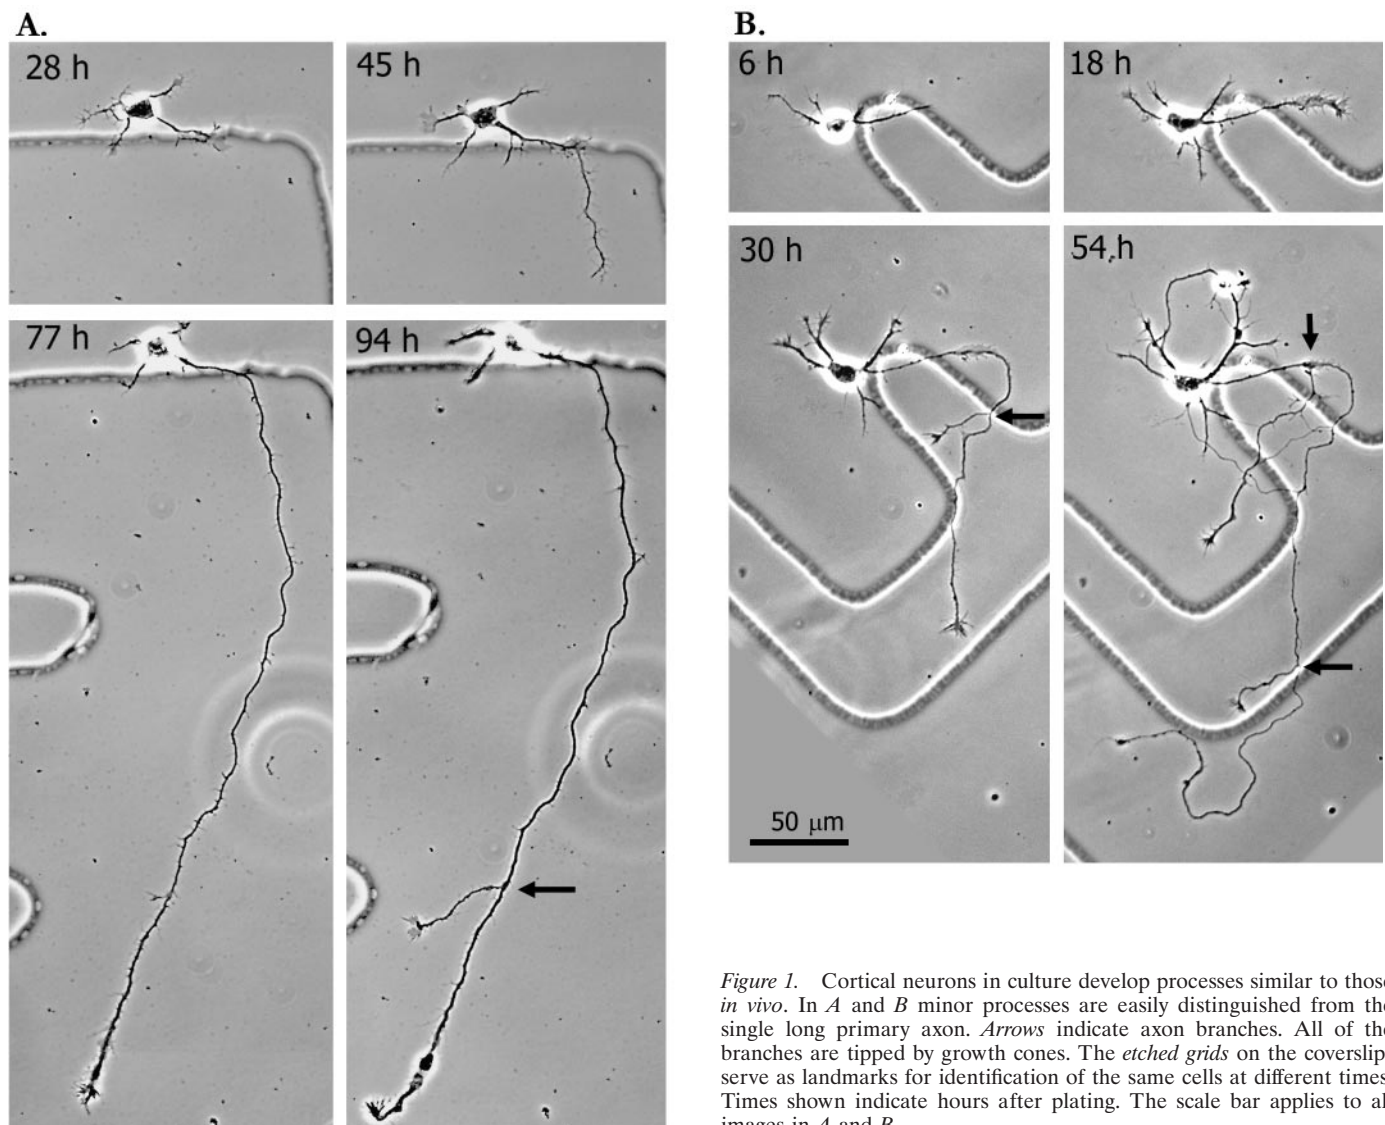 A.
28 h
45 h
77 h
94 h
B.
6 h
18 h
30 h
54 h
50 μm
Figure 1. Cortical neurons in culture develop processes similar to those
in vivo. In A and B minor processes are easily distinguished from the
single long primary axon. Arrows indicate axon branches. All of the
branches are tipped by growth cones. The etched grids on the coverslip
serve as landmarks for identification of the same cells at different times.
Times shown indicate hours after plating. The scale bar applies to al
images in A and B.